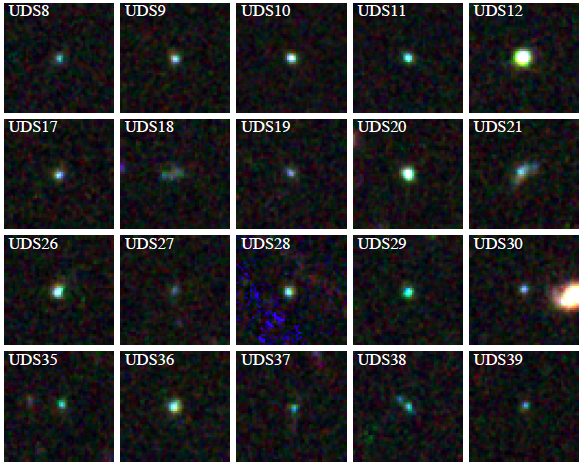 UDS8 UDS9 UDS10 UDS11 UDS12
UDS17 UDS18 UDS19 UDS20 UDS21
UDS26 UDS27 UDS28 UDS29 UDS30
UDS35 UDS36 UDS37 UDS38 UDS39